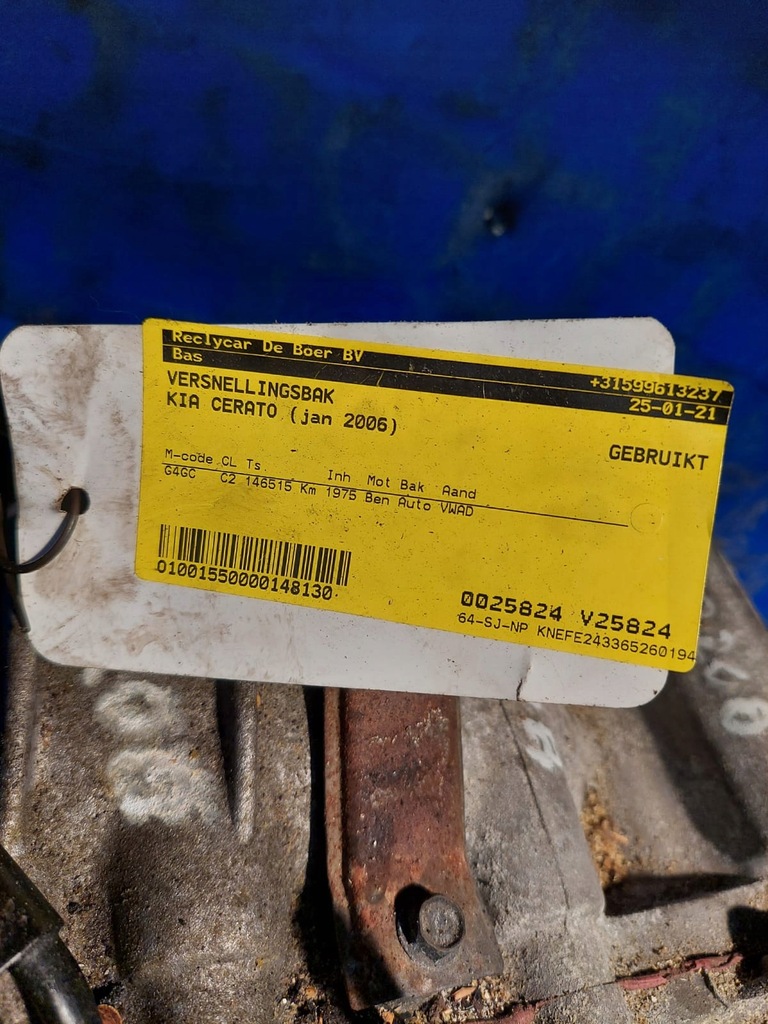 Reclycar De Boer BV
Bas
+31599613237
25-01-21
VERSNELLINGSBAK
KIA CERATO (jan 2006)
GEBRUIKT
M-code CL Ts. Inh Mot Bak Aand
G4GC C2 146515 Km 1975 Ben Auto VWAD
01001550000148130
0025824 V25824
64-SJ-NP KNEFE243365260194